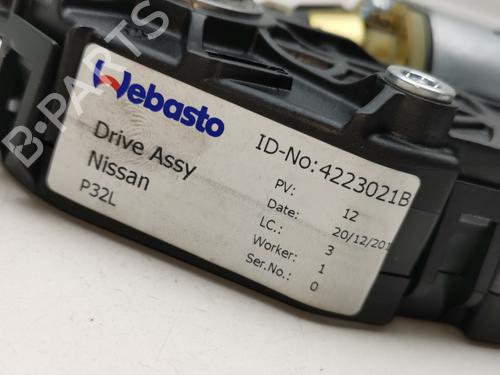 Webasto
Drive Assy
Nissan
P32L
ID-No: 4223021B
PV: 12
Date: 20/12/201
LC.: 3
Worker: 1
Ser.No.: 0
B-PARTS